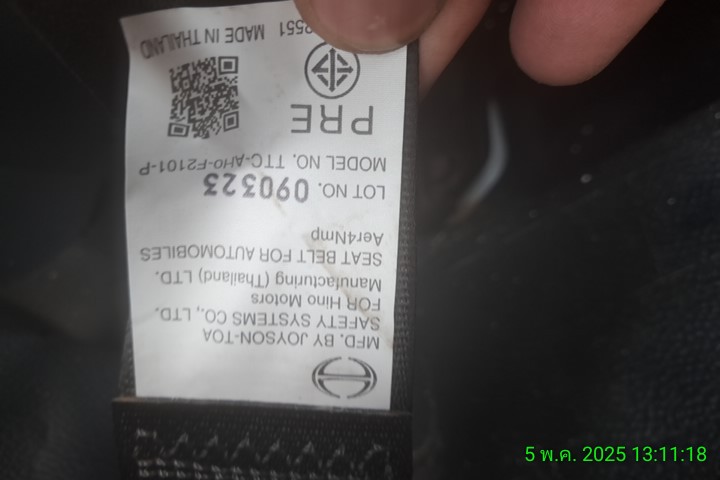 MFD. BY JOYSON-TOA
SAFETY SYSTEMS CO., LTD.
FOR Hino Motors
Manufacturing (Thailand) LTD.
SEAT BELT FOR AUTOMOBILES
Aer4Nmp
LOT NO. 090323
MODEL NO. TTC-AH0-F2101-P
PRE
2551 MADE IN THAILAND
5 พ.ค. 2025 13:11:18